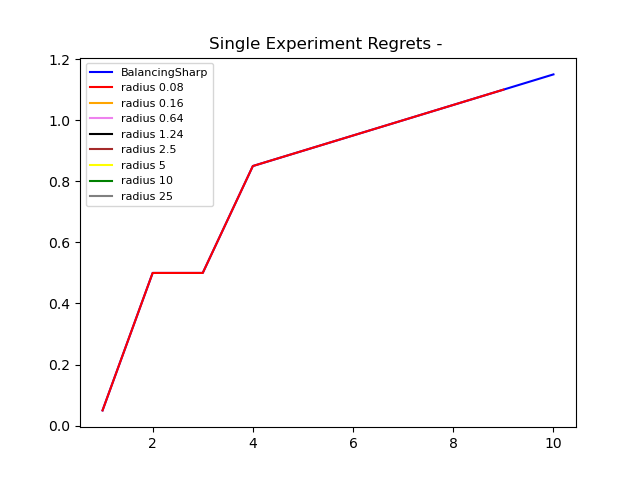 Single Experiment Regrets -
1.2
1.0
0.8
0.6
0.4
0.2
0.0
BalancingSharp
radius 0.08
radius 0.16
radius 0.64
radius 1.24
radius 2.5
radius 5
radius 10
radius 25
2 4 6 8 10